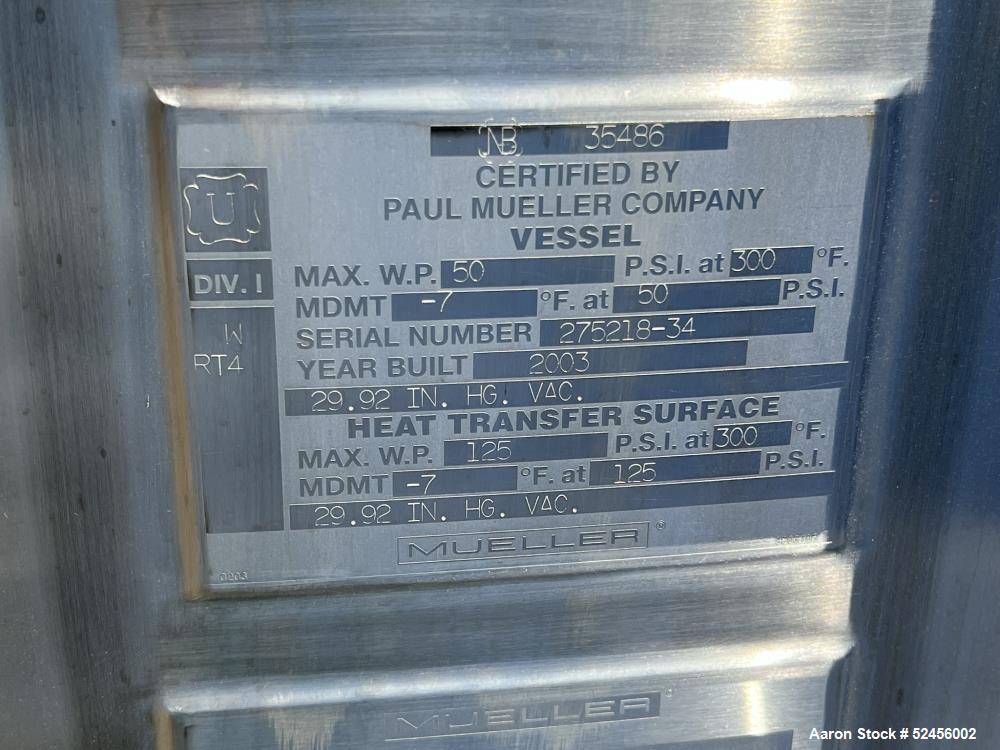 NB 35486
CERTIFIED BY
PAUL MUELLER COMPANY
U
VESSEL
DIV. I
MAX. W.P. 50 P.S.I. at 300 °F.
MDMT -7 °F. at 50 P.S.I.
W
RT4
SERIAL NUMBER 275218-34
YEAR BUILT 2003
29.92 IN. HG. VAC.
HEAT TRANSFER SURFACE
MAX. W.P. 125 P.S.I. at 300 °F.
MDMT -7 °F. at 125 P.S.I.
29.92 IN. HG. VAC.
MUELLER ®
0203
MUELLER
Aaron Stock # 52456002